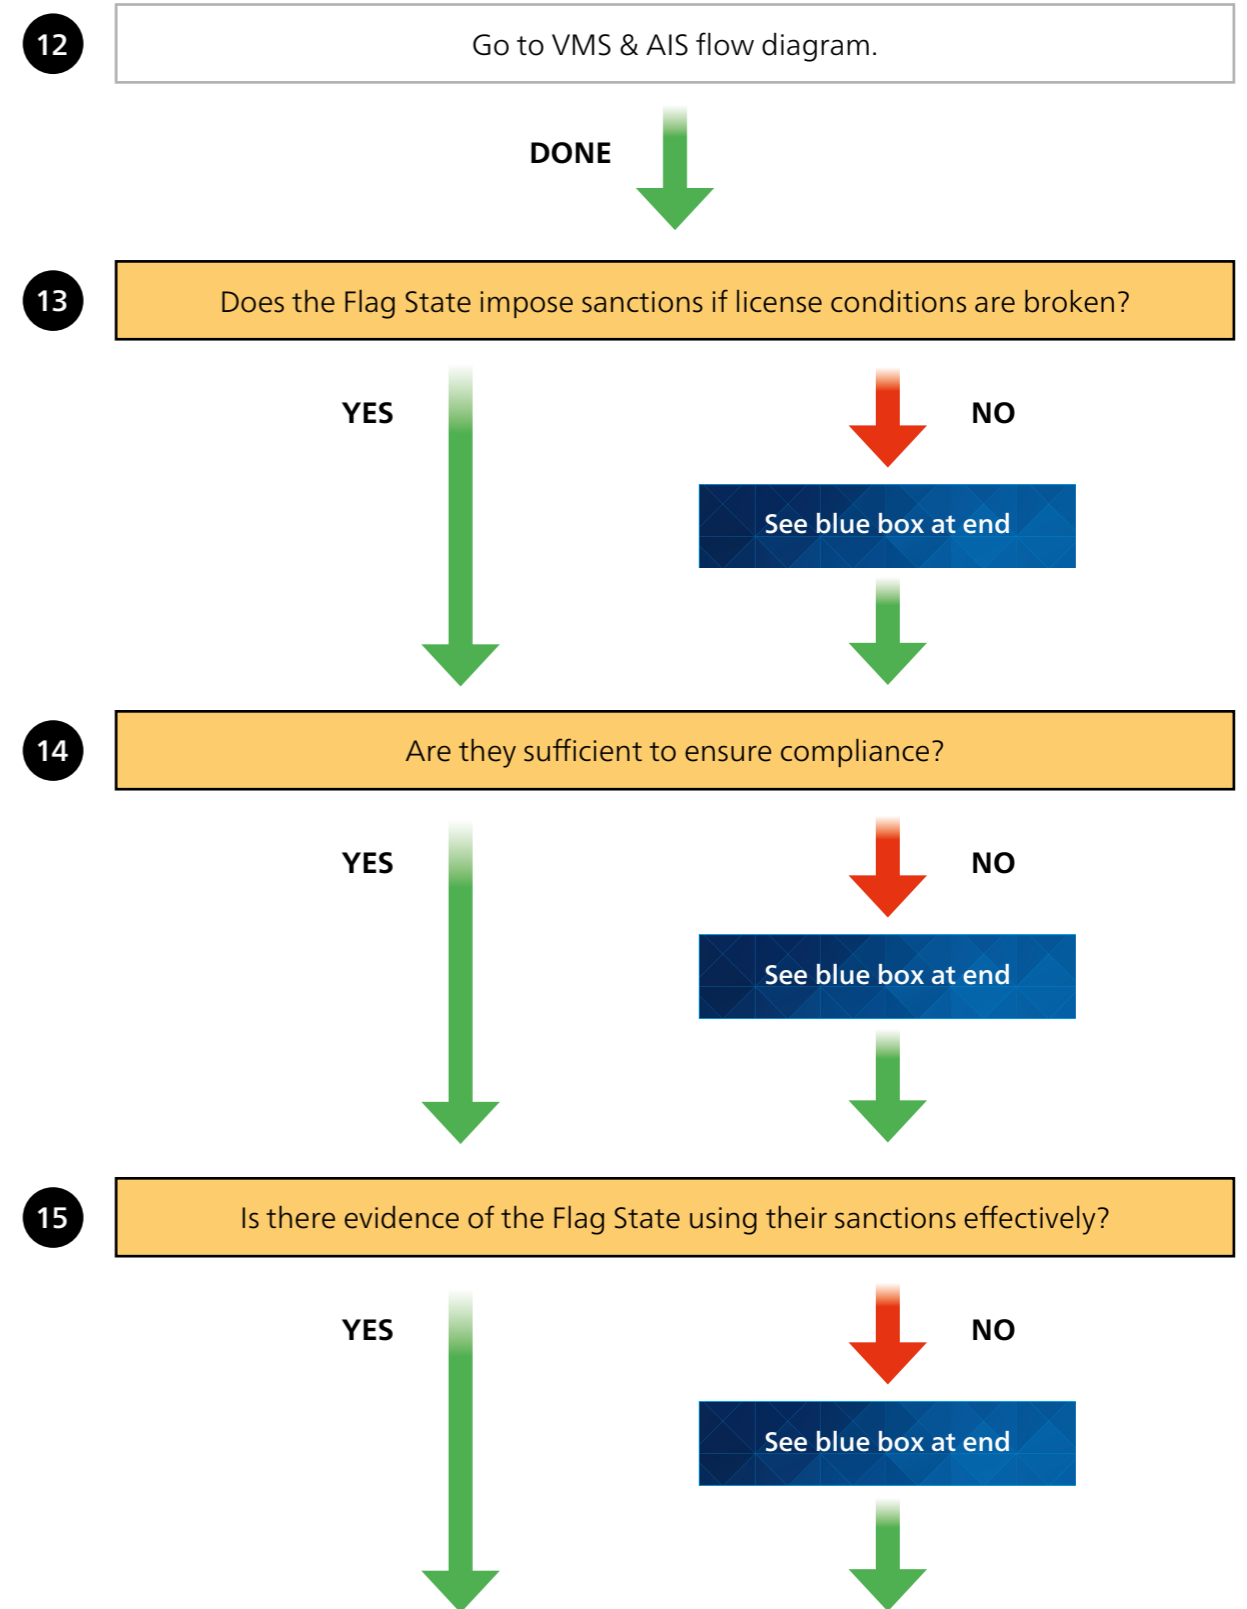 12
Go to VMS & AIS flow diagram.
DONE
13
Does the Flag State impose sanctions if license conditions are broken?
YES
NO
See blue box at end
14
Are they sufficient to ensure compliance?
YES
NO
See blue box at end
15
Is there evidence of the Flag State using their sanctions effectively?
YES
NO
See blue box at end